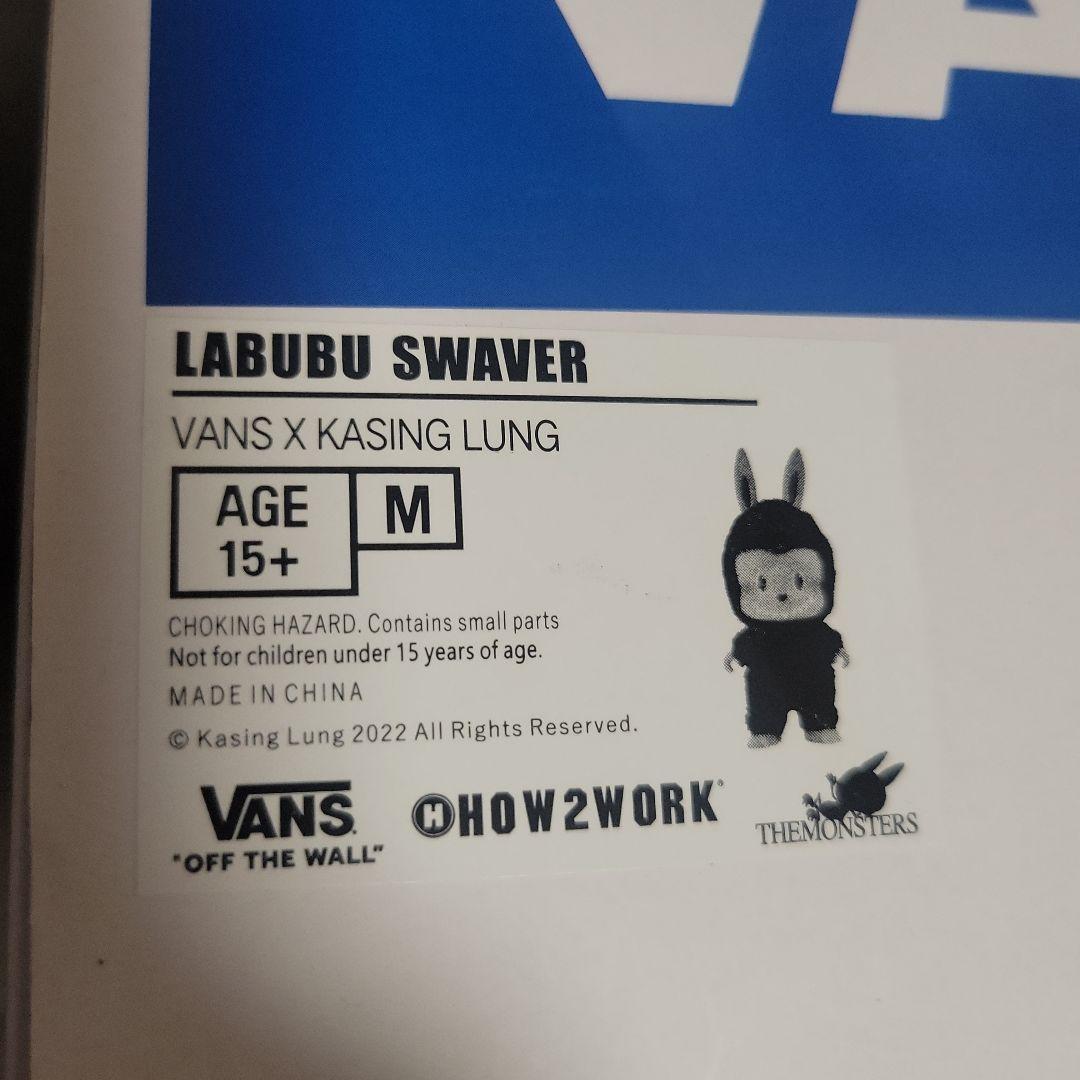 VA
LABUBU SWAVER
VANS X KASING LUNG
AGE
15+
M
CHOKING HAZARD. Contains small parts
Not for children under 15 years of age.
MADE IN CHINA
© Kasing Lung 2022 All Rights Reserved.
VANS
"OFF THE WALL"
H HOW2WORK
THEMONSTERS